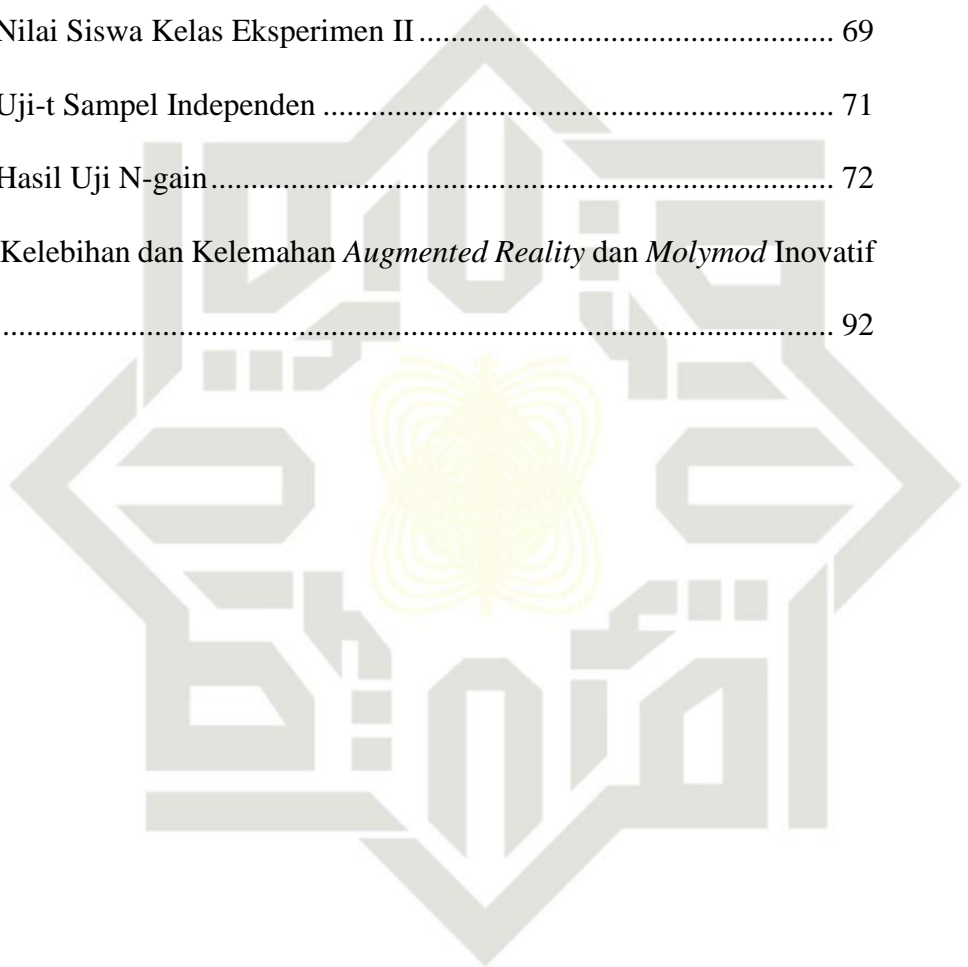 Nilai Siswa Kelas Eksperimen II ..................................................... 69
Uji-t Sampel Independen ................................................................. 71
Hasil Uji N-gain ............................................................................... 72
Kelebihan dan Kelemahan Augmented Reality dan Molymod Inovatif
.......................................................................................................... 92